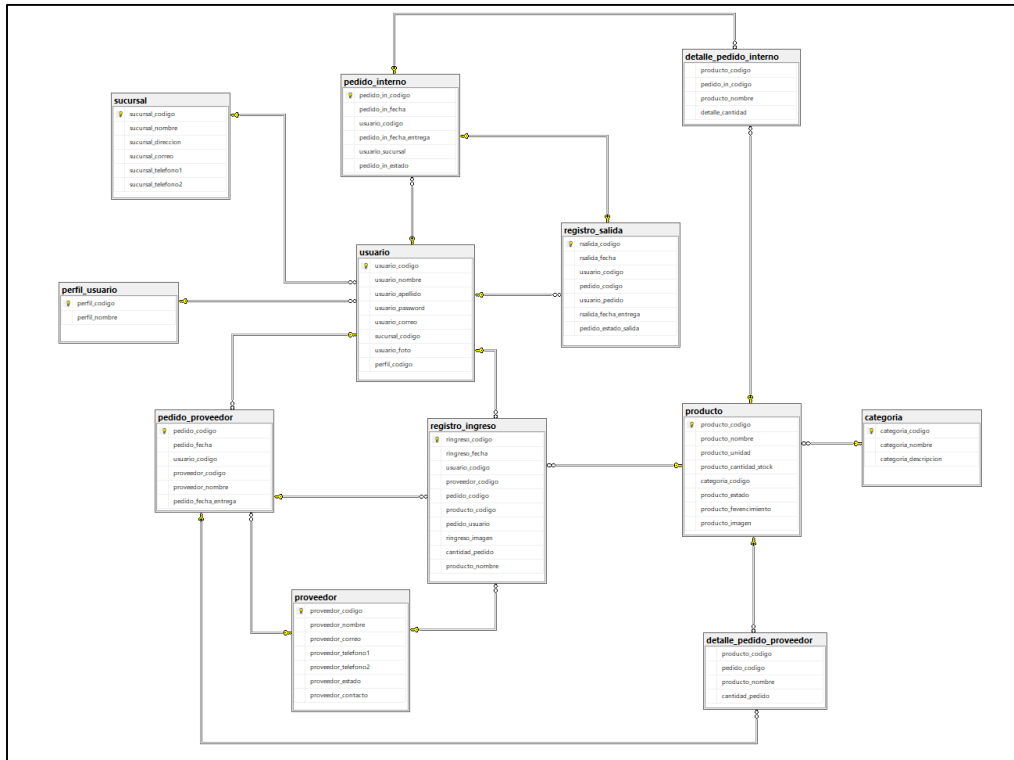 detalle_pedido_interno
producto_codigo
pedido_in_codigo
producto_nombre
detalle_cantidad
pedido_interno
pedido_in_codigo
pedido_in_fecha
usuario_codigo
pedido_in_fecha_entrega
usuario_sucursal
pedido_in_estado
sucursal
sucursal_codigo
sucursal_nombre
sucursal_direccion
sucursal_correo
sucursal_telefono1
sucursal_telefono2
registro_salida
rsalida_codigo
rsalida_fecha
usuario_codigo
pedido_codigo
usuario_pedido
rsalida_fecha_entrega
pedido_estado_salida
usuario
usuario_codigo
usuario_nombre
usuario_apellido
usuario_password
usuario_correo
sucursal_codigo
usuario_foto
perfil_codigo
perfil_usuario
perfil_codigo
perfil_nombre
pedido_proveedor
pedido_codigo
pedido_fecha
usuario_codigo
proveedor_codigo
proveedor_nombre
pedido_fecha_entrega
registro_ingreso
ringreso_codigo
ringreso_fecha
usuario_codigo
proveedor_codigo
pedido_codigo
producto_codigo
pedido_usuario
ringreso_imagen
cantidad_pedido
producto_nombre
producto
producto_codigo
producto_nombre
producto_unidad
producto_cantidad_stock
categoria_codigo
producto_estado
producto_fevencimiento
producto_imagen
categoria
categoria_codigo
categoria_nombre
categoria_descripcion
proveedor
proveedor_codigo
proveedor_nombre
proveedor_correo
proveedor_telefono1
proveedor_telefono2
proveedor_estado
proveedor_contacto
detalle_pedido_proveedor
producto_codigo
pedido_codigo
producto_nombre
cantidad_pedido